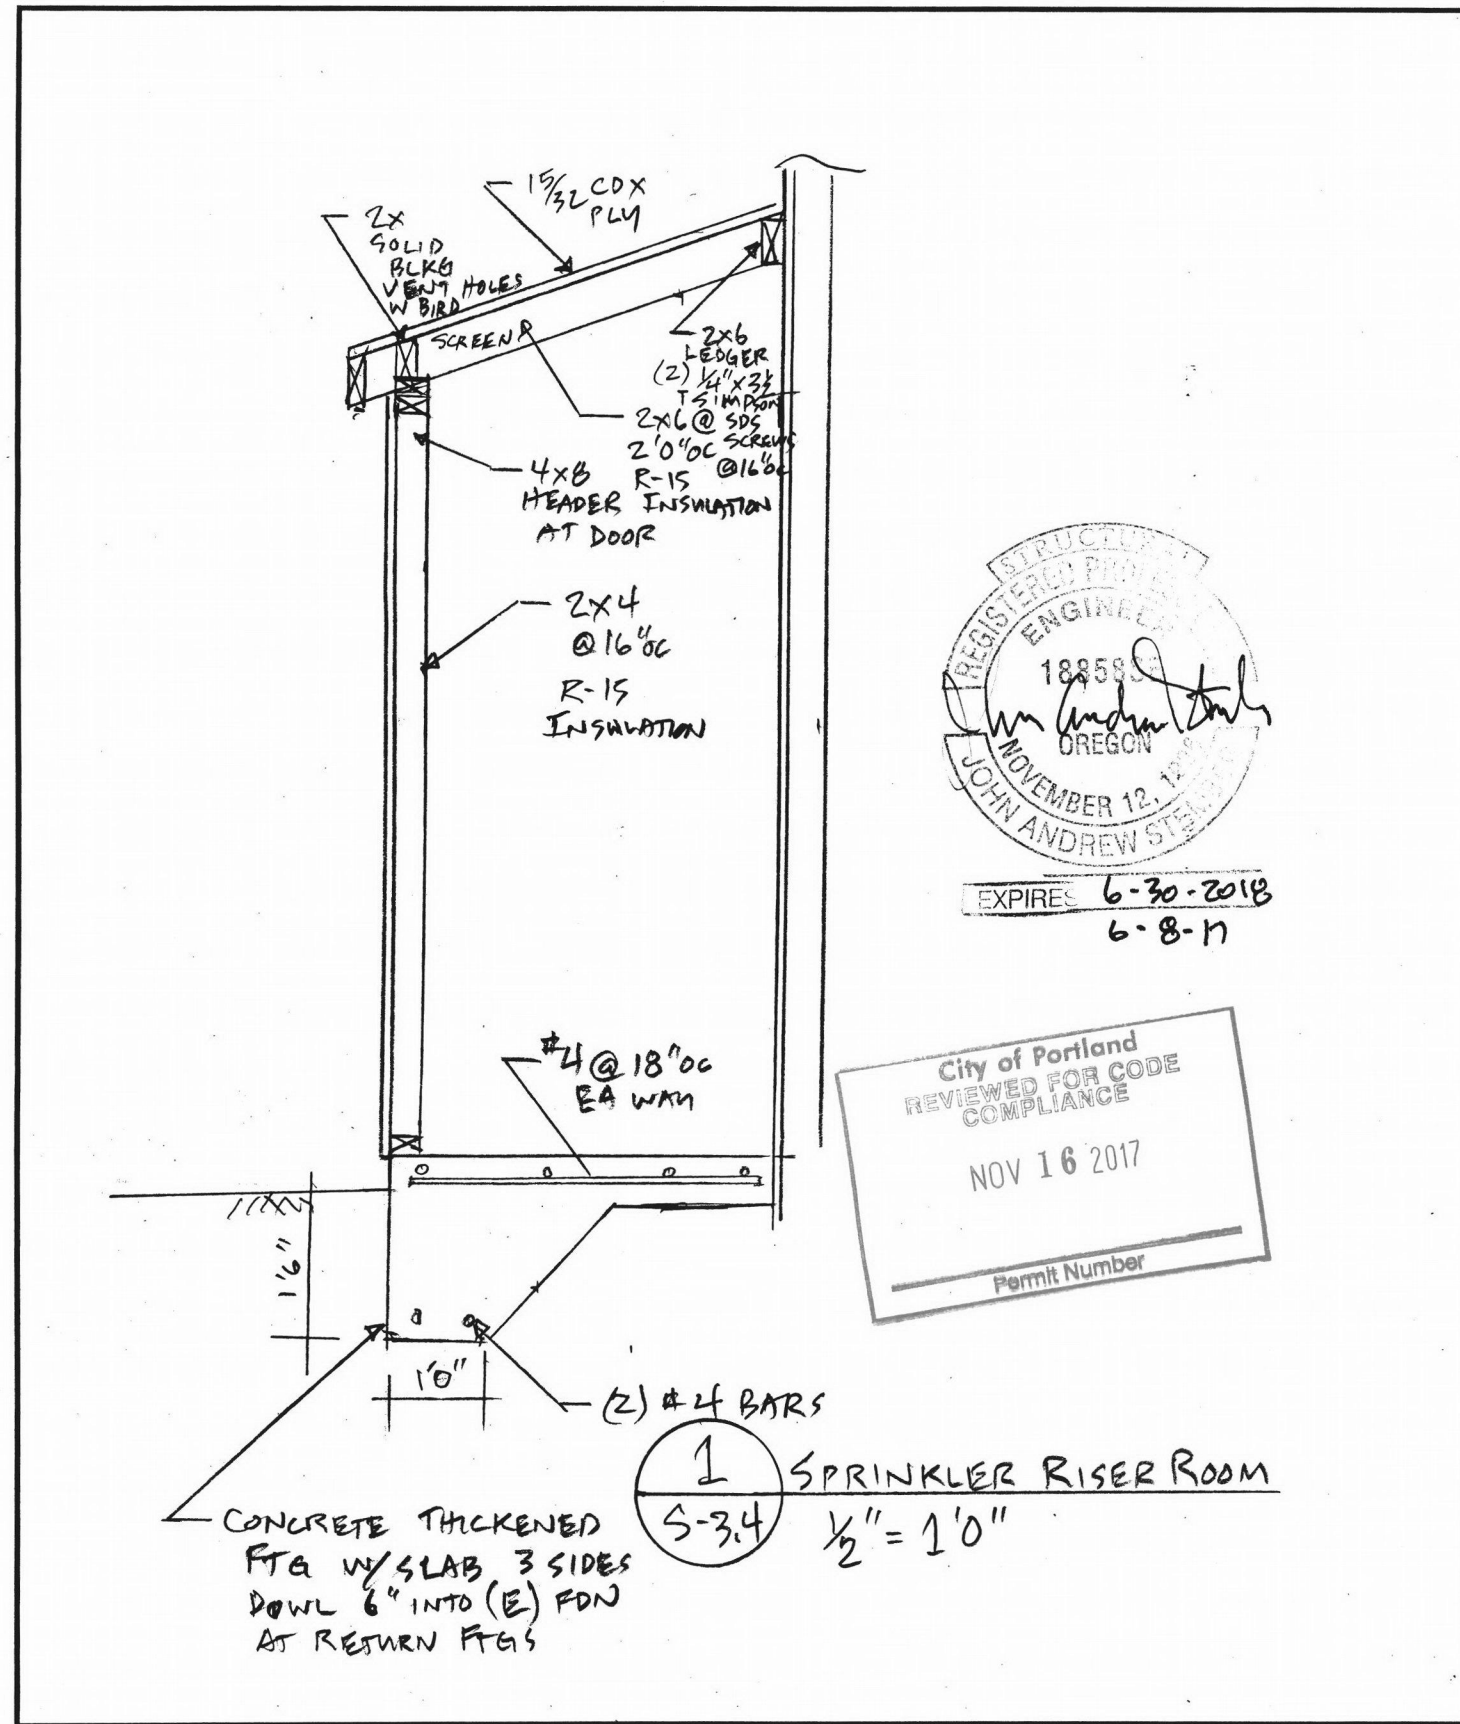 15/32 CDX
PLY
2X
SOLID
BLKG
VENT HOLES
W BIRD
SCREEN
2X6
LEDGER
(2) 1/4" X 3 1/2
SIMPSON
SDS
SCREWS
@16"OC
2X6 @
2'0"OC
R-15
INSULATION
4X8
HEADER
AT DOOR
2X4
@16"OC
R-15
INSULATION
STRUCTURAL
REGISTERED
ENGINEER
OREGON
NOVEMBER 12,
JOHN ANDREW
EXPIRES 6-30-2018
6-8-17
#4 @ 18"OC
EA WAY
City of Portland
REVIEWED FOR CODE
COMPLIANCE
NOV 16 2017
Permit Number
1'6"
1'0"
(2) #4 BARS
1
S-3.4
SPRINKLER RISER ROOM
1/2" = 1'0"
CONCRETE THICKENED
FTG W/SLAB 3 SIDES
DOWL 6" INTO (E) FDN
AT RETURN FTGS